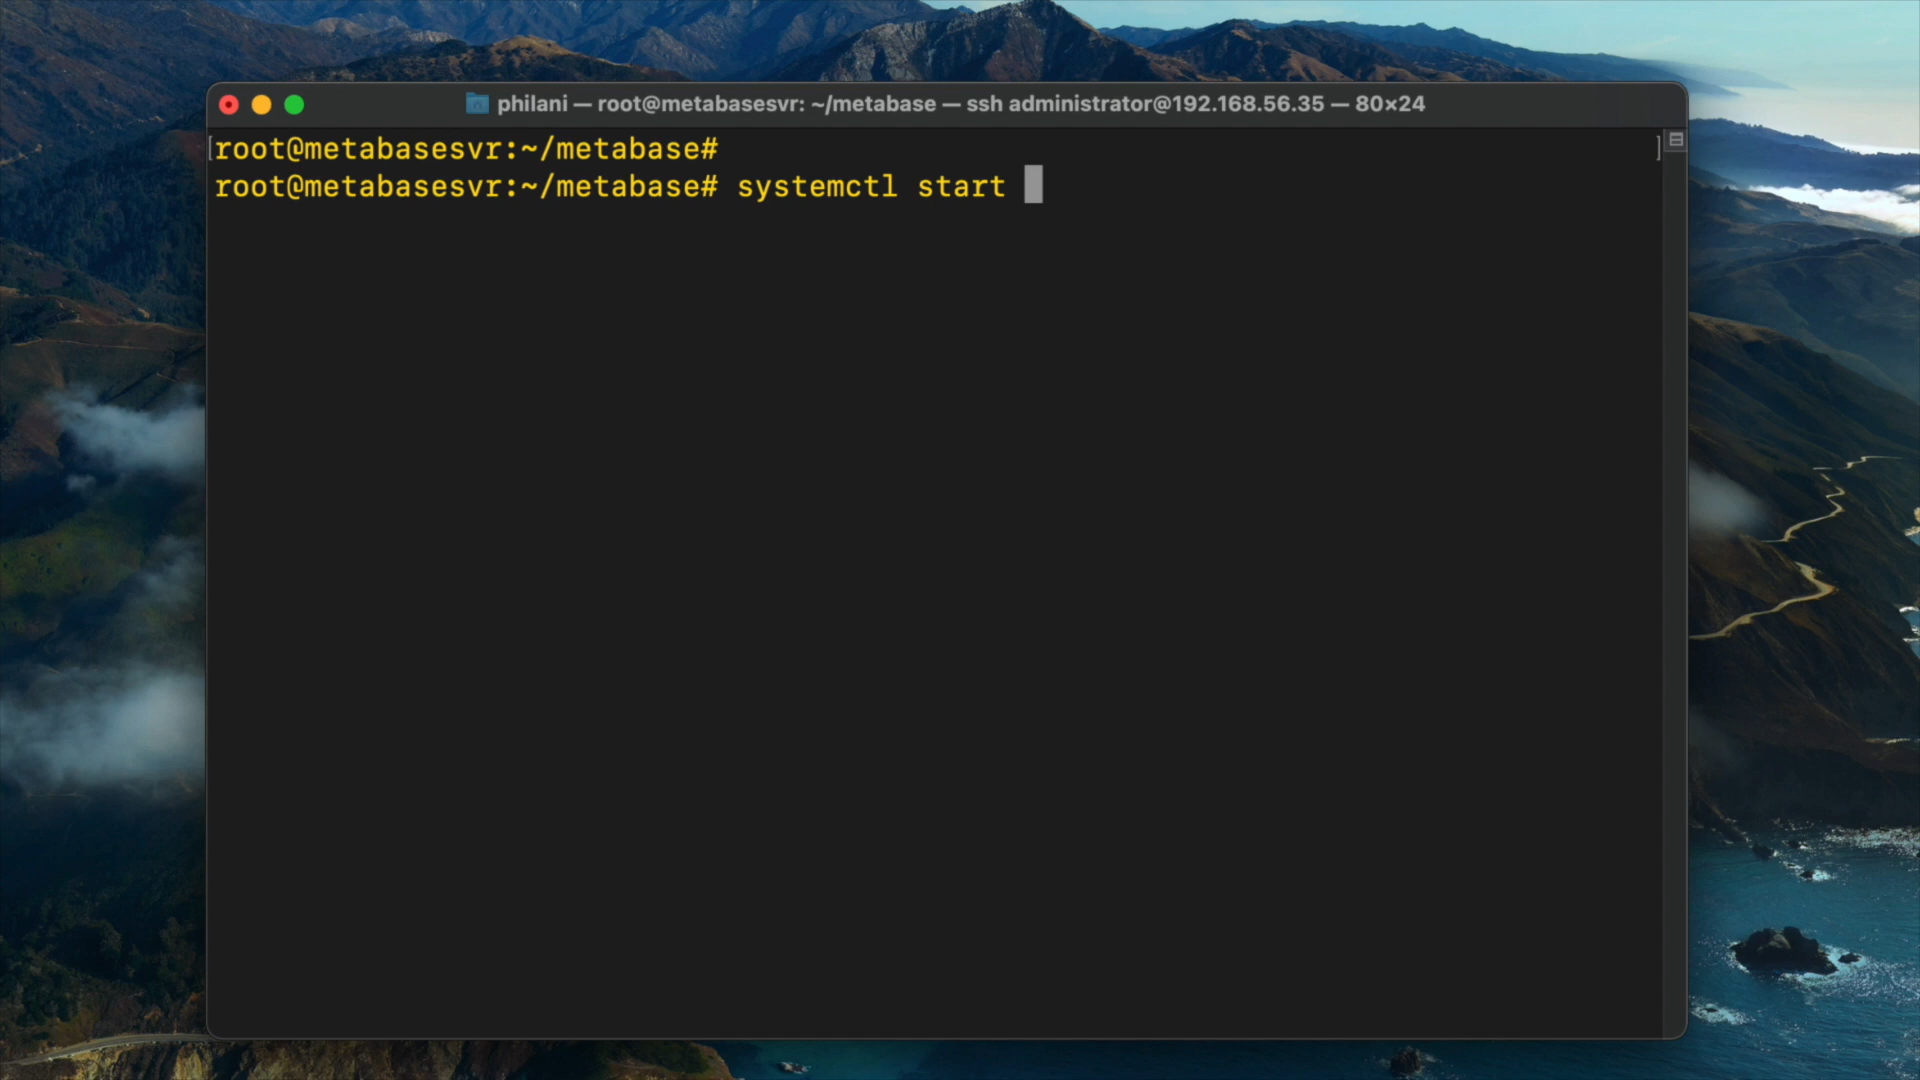 philani — root@metabasesvr: ~/metabase — ssh administrator@192.168.56.35 — 80×24
[root@metabasesvr:~/metabase# ]
root@metabasesvr:~/metabase# systemctl start